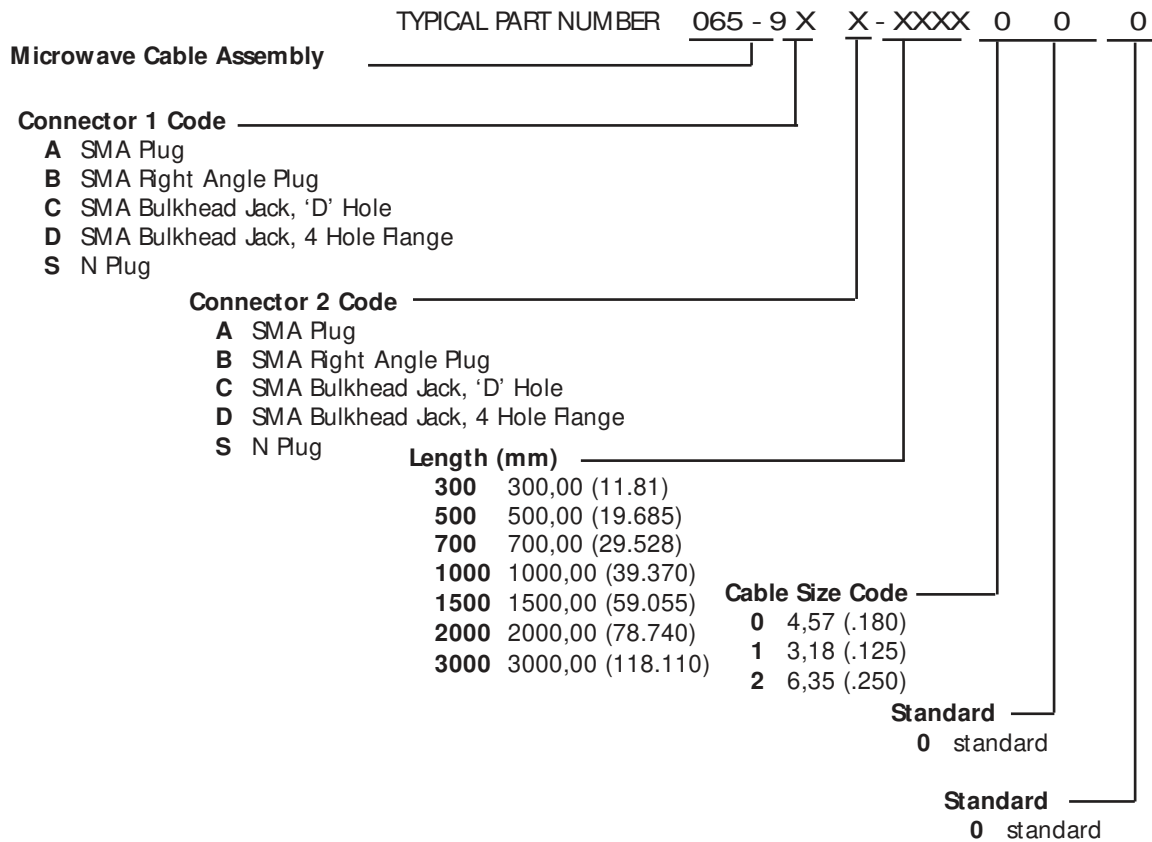 TYPICAL PART NUMBER 065 - 9 X X - XXXX 0 0 0
Microwave Cable Assembly
Connector 1 Code
A SMA Plug
B SMA Right Angle Plug
C SMA Bulkhead Jack, ‘D’ Hole
D SMA Bulkhead Jack, 4 Hole Flange
S N Plug
Connector 2 Code
A SMA Plug
B SMA Right Angle Plug
C SMA Bulkhead Jack, ‘D’ Hole
D SMA Bulkhead Jack, 4 Hole Flange
S N Plug
Length (mm)
300 300,00 (11.81)
500 500,00 (19.685)
700 700,00 (29.528)
1000 1000,00 (39.370)
1500 1500,00 (59.055)
2000 2000,00 (78.740)
3000 3000,00 (118.110)
Cable Size Code
0 4,57 (.180)
1 3,18 (.125)
2 6,35 (.250)
Standard
0 standard
Standard
0 standard